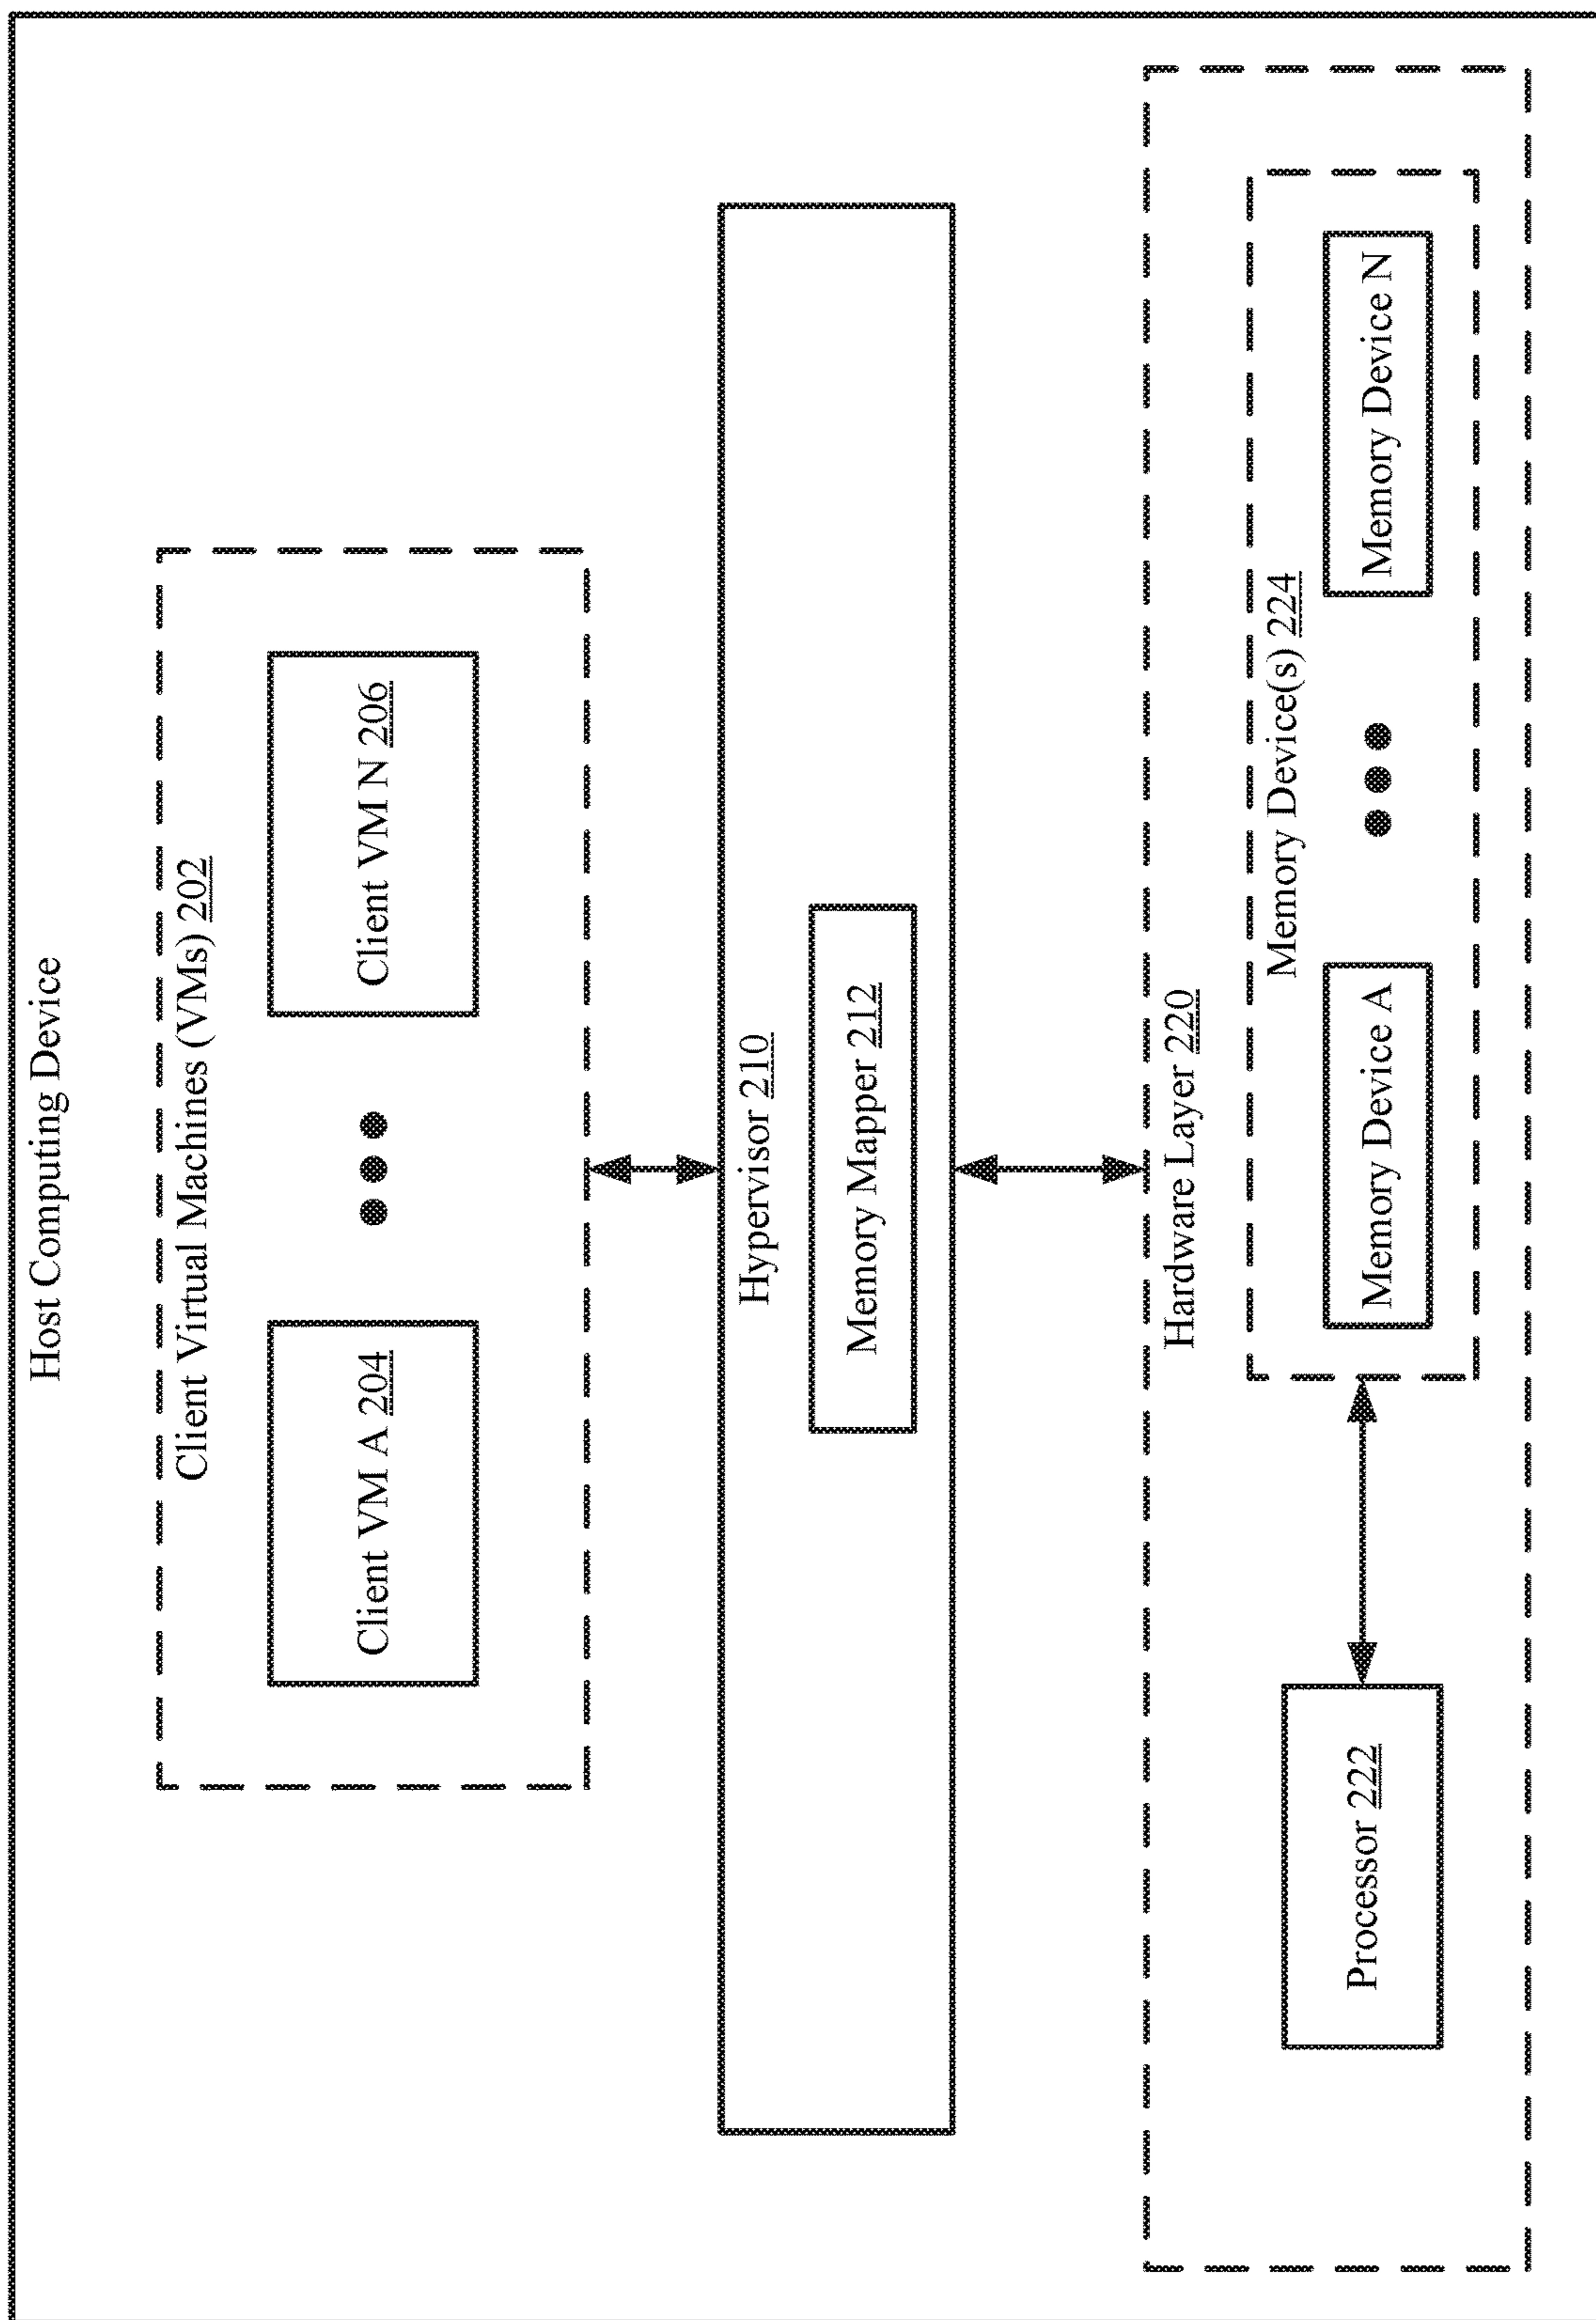 Host Computing Device
Client Virtual Machines (VMs) 202
Client VM A 204
Client VM N 206
Hypervisor 210
Memory Mapper 212
Hardware Layer 220
Processor 222
Memory Device(s) 224
Memory Device A
Memory Device N